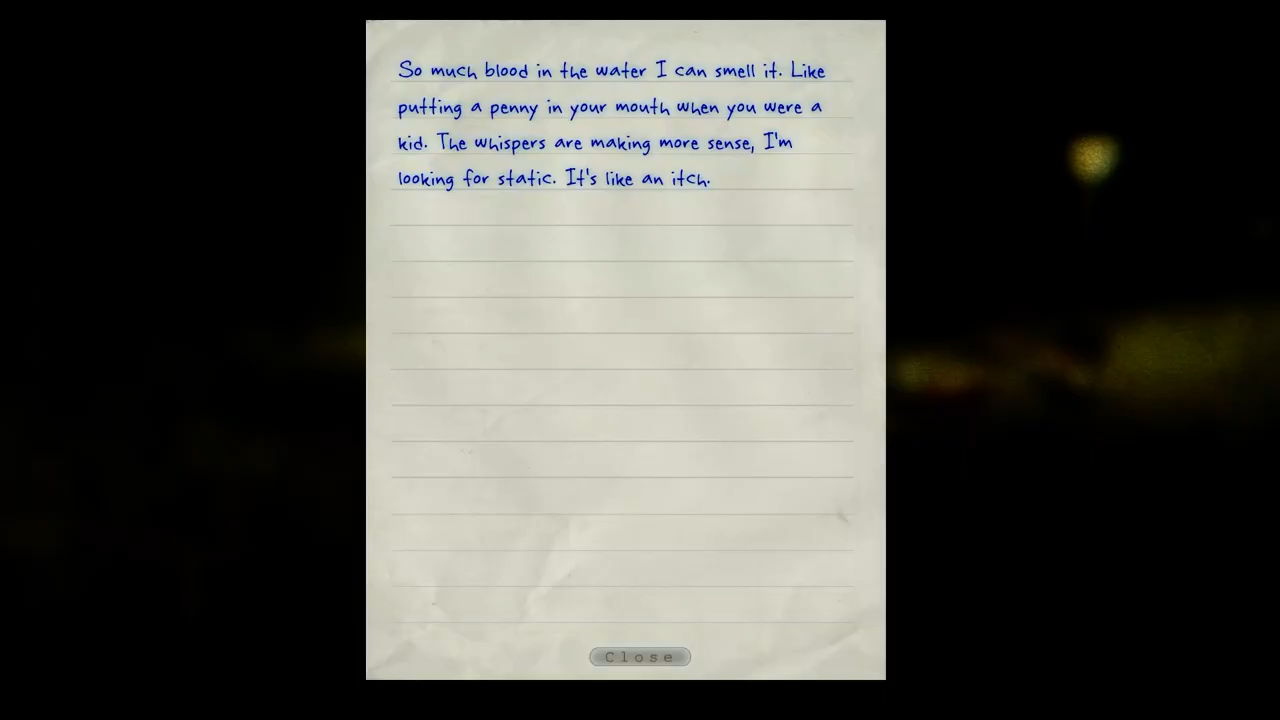 So much blood in the water I can smell it. Like
putting a penny in your mouth when you were a
kid. The whispers are making more sense, I'm
looking for static. It's like an itch.
Close